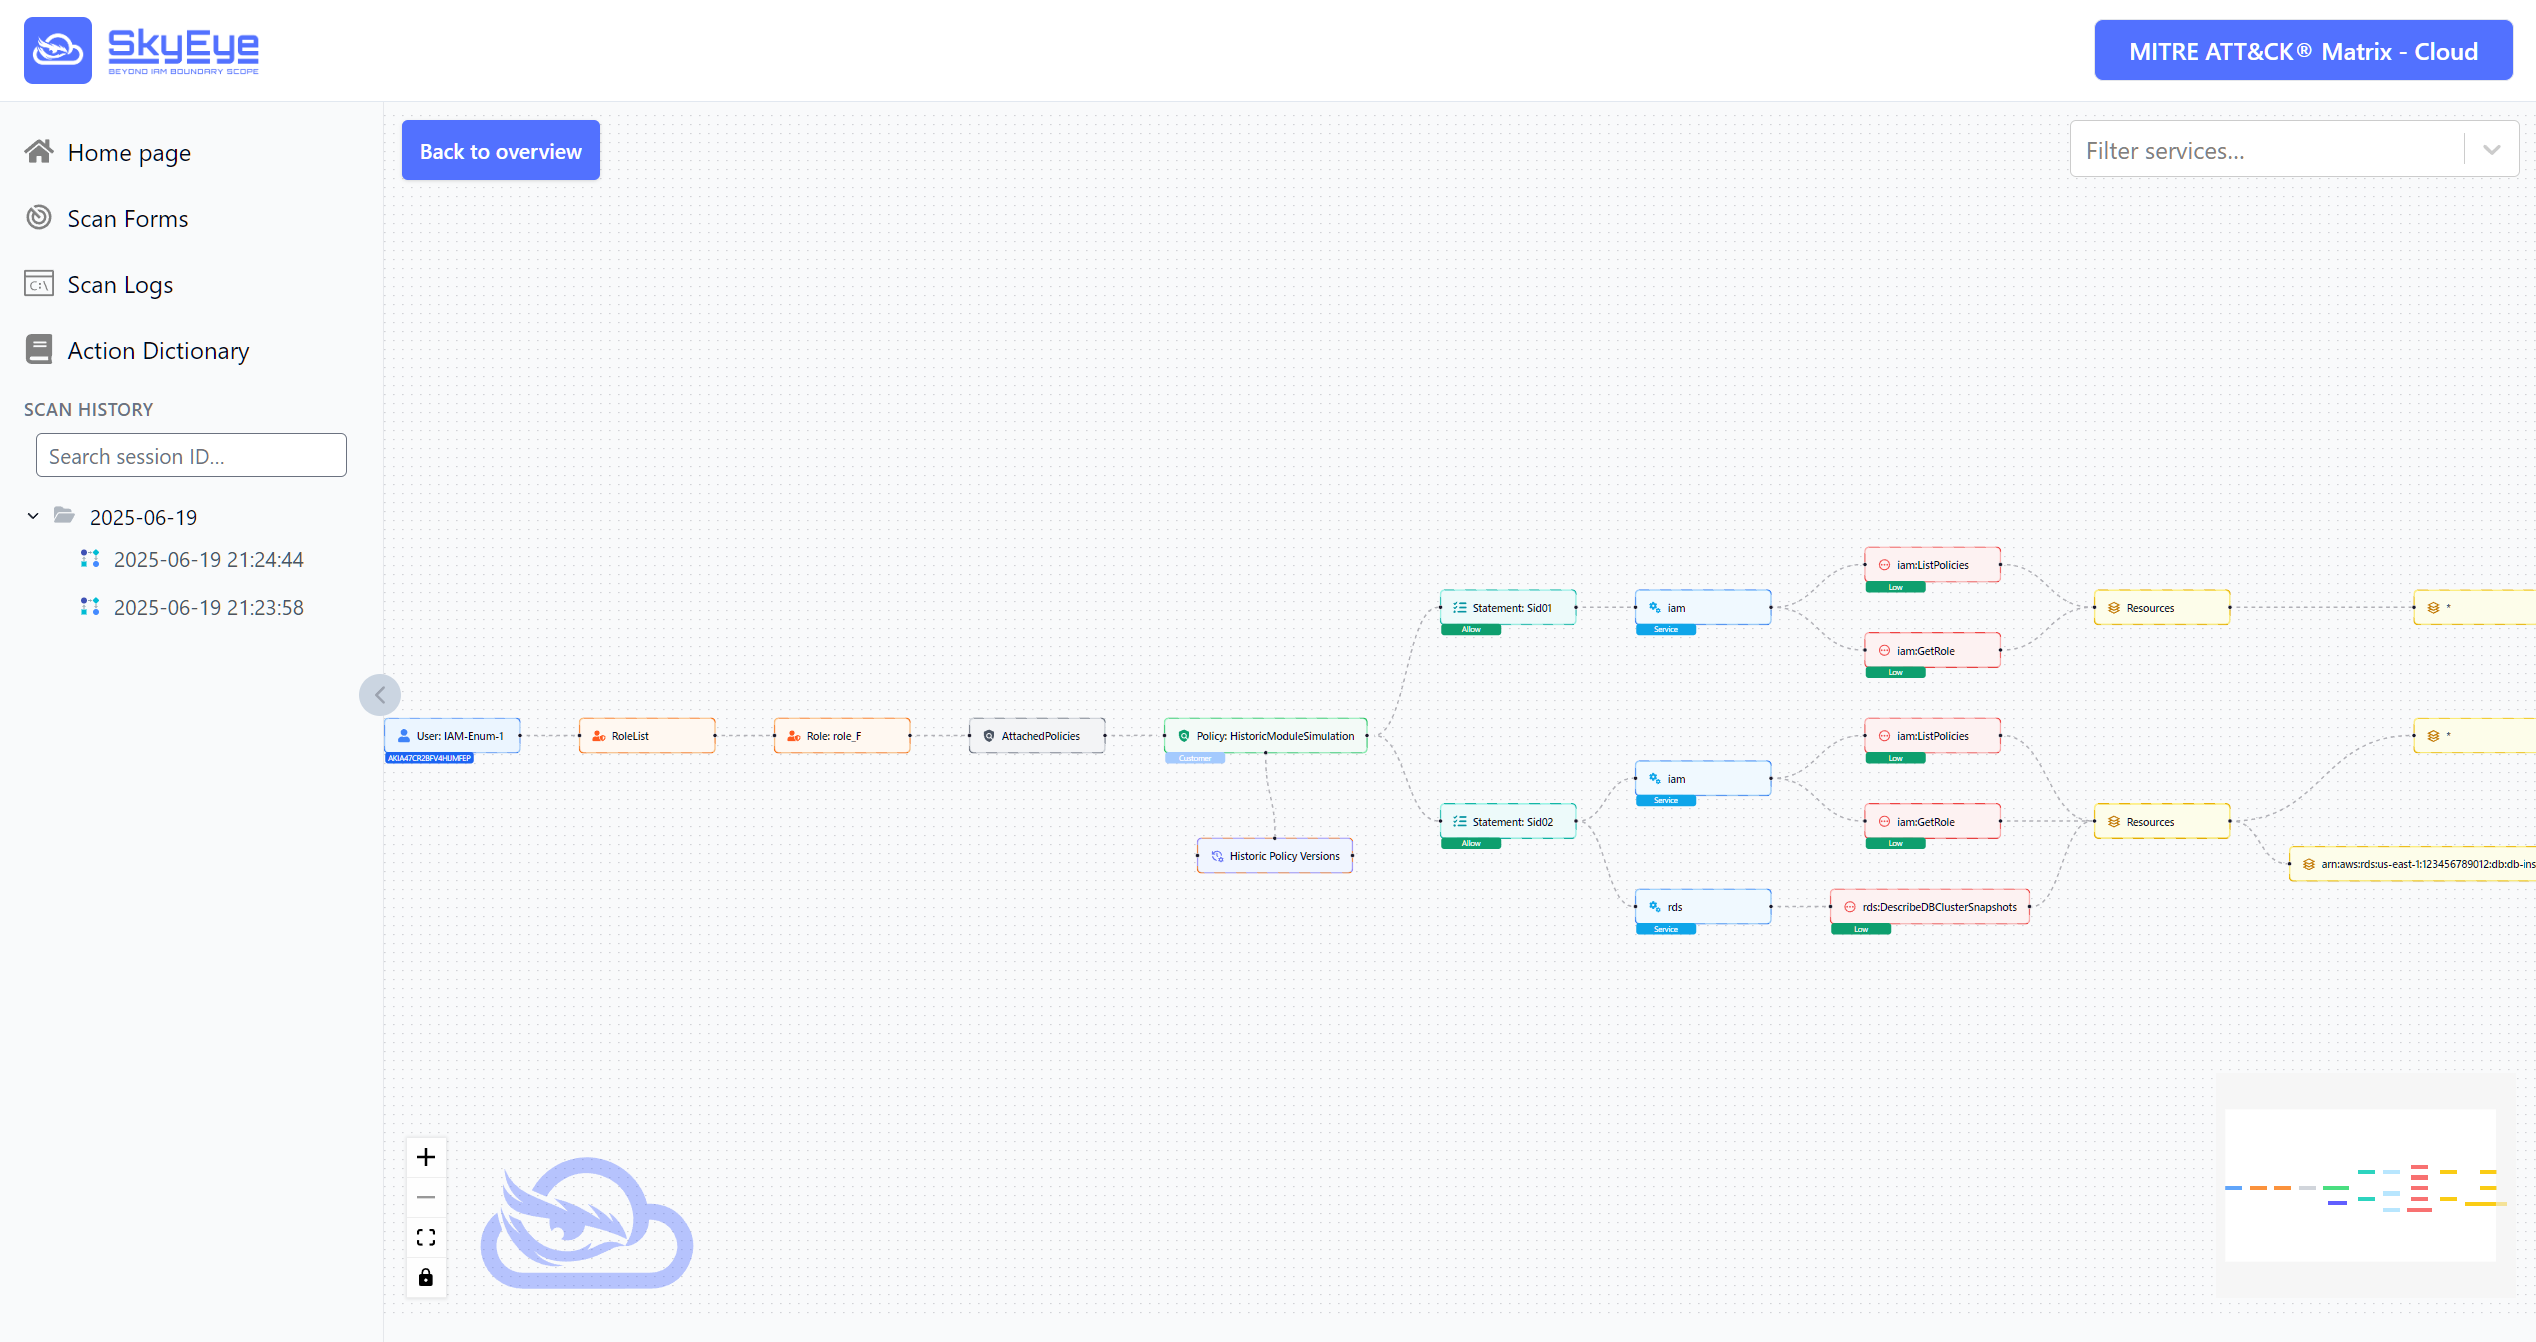 SkyEye
BEYOND IAM BOUNDARY SCOPE
MITRE ATT&CK® Matrix - Cloud
Home page
Scan Forms
Scan Logs
Action Dictionary
SCAN HISTORY
Search session ID...
2025-06-19
2025-06-19 21:24:44
2025-06-19 21:23:58
Back to overview
Filter services...
User: IAM-Enum-1
AKIA47CR2BFV4HUMFEP
RoleList
Role: role_F
AttachedPolicies
Policy: HistoricModuleSimulation
Customer
Historic Policy Versions
Statement: Sid01
Allow
iam
Service
iam:ListPolicies
Low
iam:GetRole
Low
Resources
*
Statement: Sid02
Allow
iam
Service
iam:ListPolicies
Low
iam:GetRole
Low
rds
Service
rds:DescribeDBClusterSnapshots
Low
Resources
*
arn:aws:rds:us-east-1:123456789012:db:db-ins